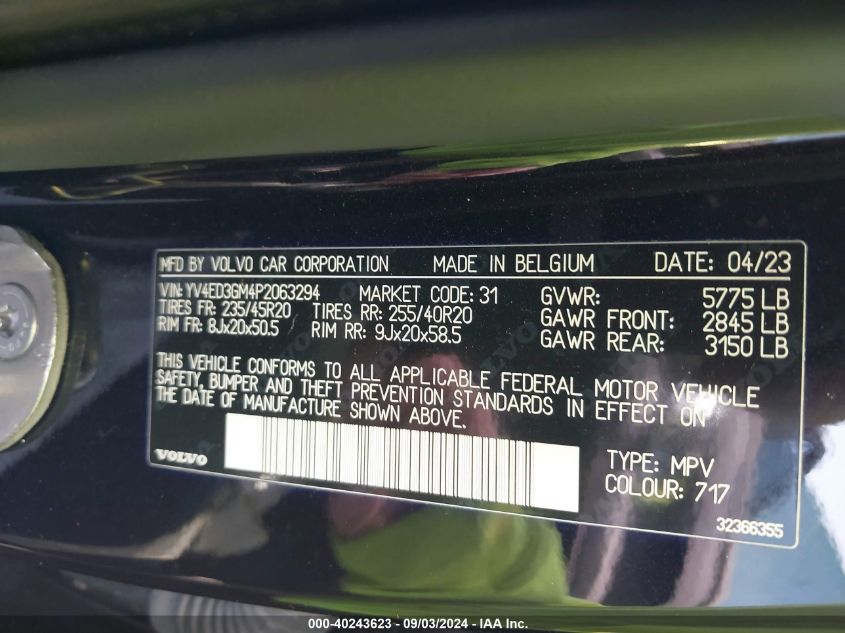 MFD BY VOLVO CAR CORPORATION MADE IN BELGIUM DATE: 04/23
VIN: YV4ED3GM4P2063294 MARKET CODE: 31 GVWR: 5775 LB
TIRES FR: 235/45R20 TIRES RR: 255/40R20 GAWR FRONT: 2845 LB
RIM FR: 8Jx20x50.5 RIM RR: 9Jx20x58.5 GAWR REAR: 3150 LB
THIS VEHICLE CONFORMS TO ALL APPLICABLE FEDERAL MOTOR VEHICLE
SAFETY, BUMPER AND THEFT PREVENTION STANDARDS IN EFFECT ON
THE DATE OF MANUFACTURE SHOWN ABOVE.
VOLVO
TYPE: MPV
COLOUR: 717
32366355
000-40243623 - 09/03/2024 - IAA Inc.